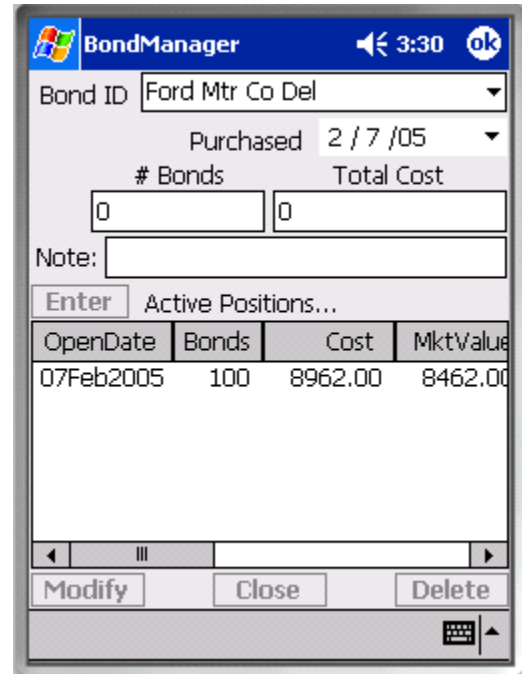 BondManager 3:30 ok
Bond ID Ford Mtr Co Del
Purchased 2 / 7 /05
# Bonds Total Cost
0 0
Note:
Enter Active Positions...
OpenDate Bonds Cost MktValue
07Feb2005 100 8962.00 8462.00
Modify Close Delete